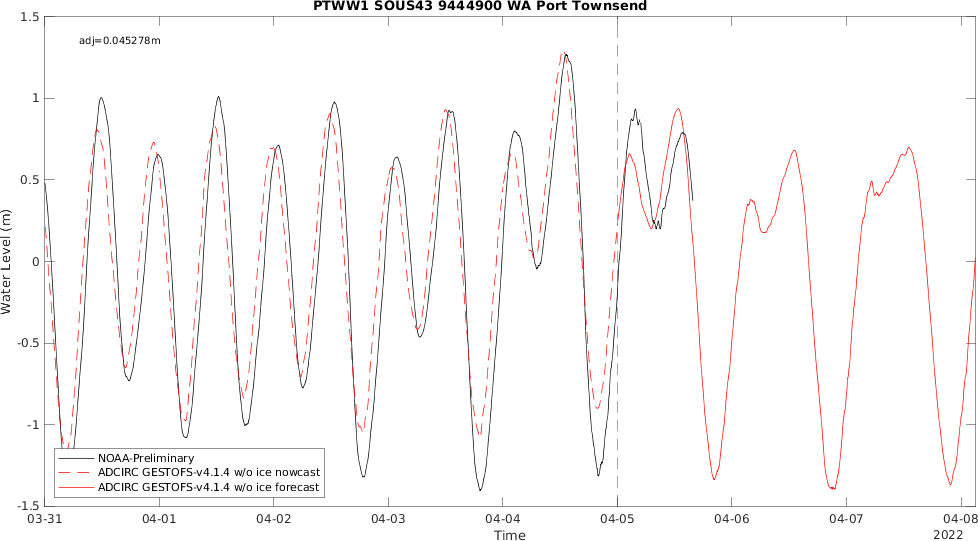 PTWW1 SOUS43 9444900 WA Port Townsend
adj=0.045278m
1.5
1
0.5
0
-0.5
-1
-1.5
Water Level (m)
NOAA-Preliminary
ADCIRC GESTOFS-v4.1.4 w/o ice nowcast
ADCIRC GESTOFS-v4.1.4 w/o ice forecast
03-31 04-01 04-02 04-03 04-04 04-05 04-06 04-07 04-08
Time
2022